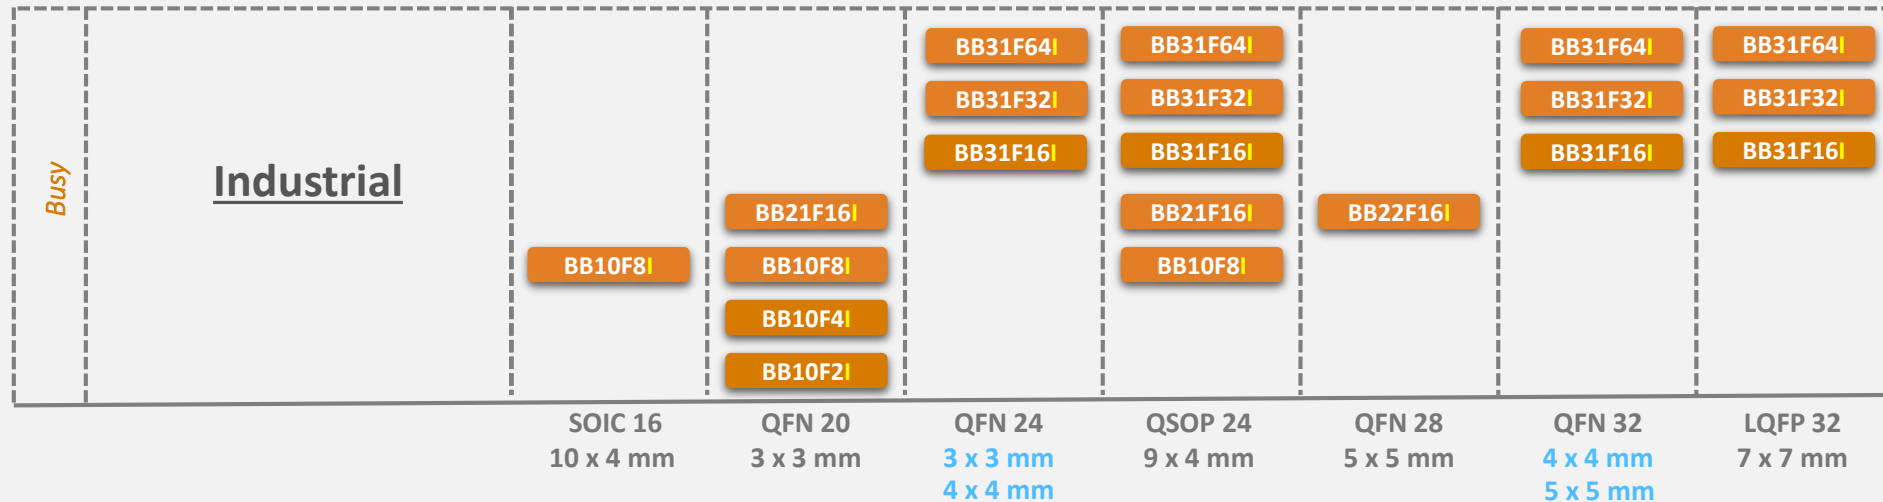 Busy
Industrial
BB10F8I
BB21F16I
BB10F8I
BB10F4I
BB10F2I
BB31F64I
BB31F32I
BB31F16I
BB31F64I
BB31F32I
BB31F16I
BB21F16I
BB10F8I
BB22F16I
BB31F64I
BB31F32I
BB31F16I
BB31F64I
BB31F32I
BB31F16I
SOIC 16
10 x 4 mm
QFN 20
3 x 3 mm
QFN 24
3 x 3 mm
4 x 4 mm
QSOP 24
9 x 4 mm
QFN 28
5 x 5 mm
QFN 32
4 x 4 mm
5 x 5 mm
LQFP 32
7 x 7 mm